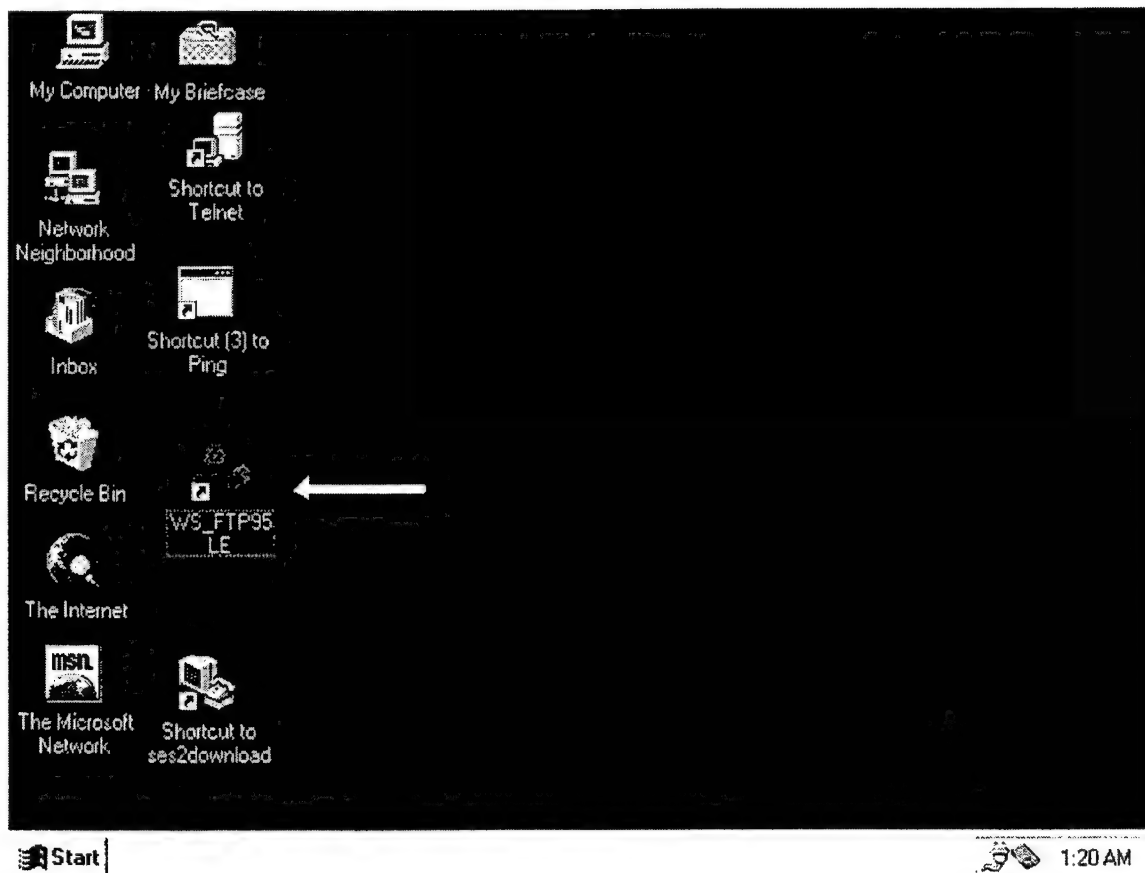 My Computer
My Briefcase
Shortcut to
Telnet
Network
Neighborhood
Shortcut (3) to
Ping
Inbox
WS_FTP95
LE
Recycle Bin
The Internet
msn.
The Microsoft
Network
Shortcut to
ses2download
Start
1:20 AM